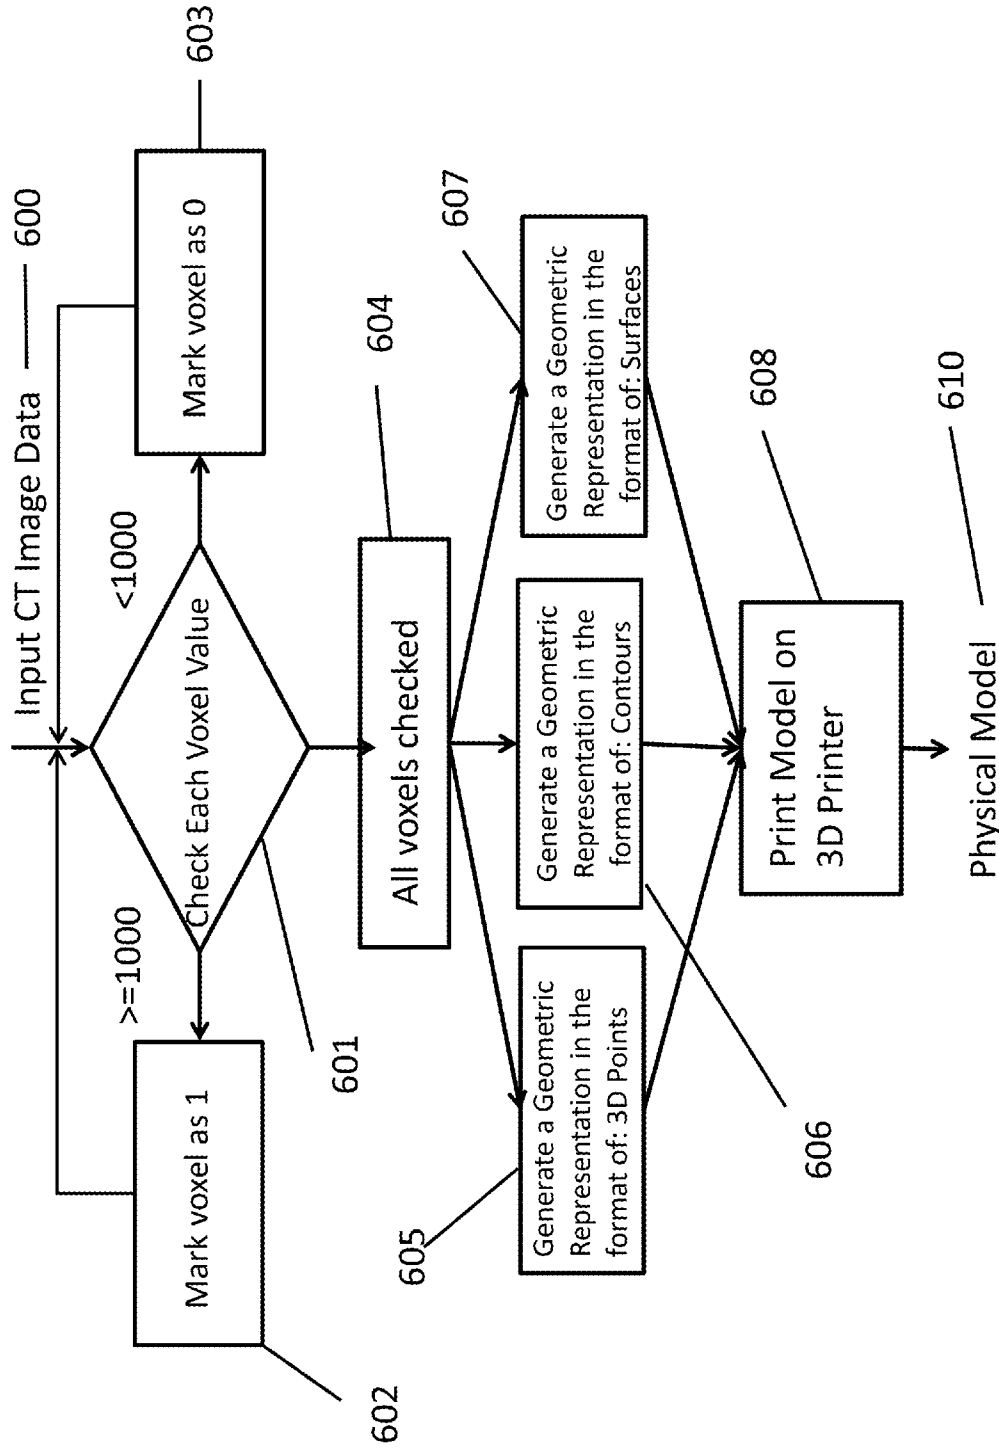 Input CT Image Data
600
>=1000
<1000
Mark voxel as 1
Check Each Voxel Value
Mark voxel as 0
602
601
603
All voxels checked
604
605
607
Generate a Geometric
Representation in the
format of: 3D Points
Generate a Geometric
Representation in the
format of: Contours
Generate a Geometric
Representation in the
format of: Surfaces
606
Print Model on
3D Printer
608
Physical Model
610